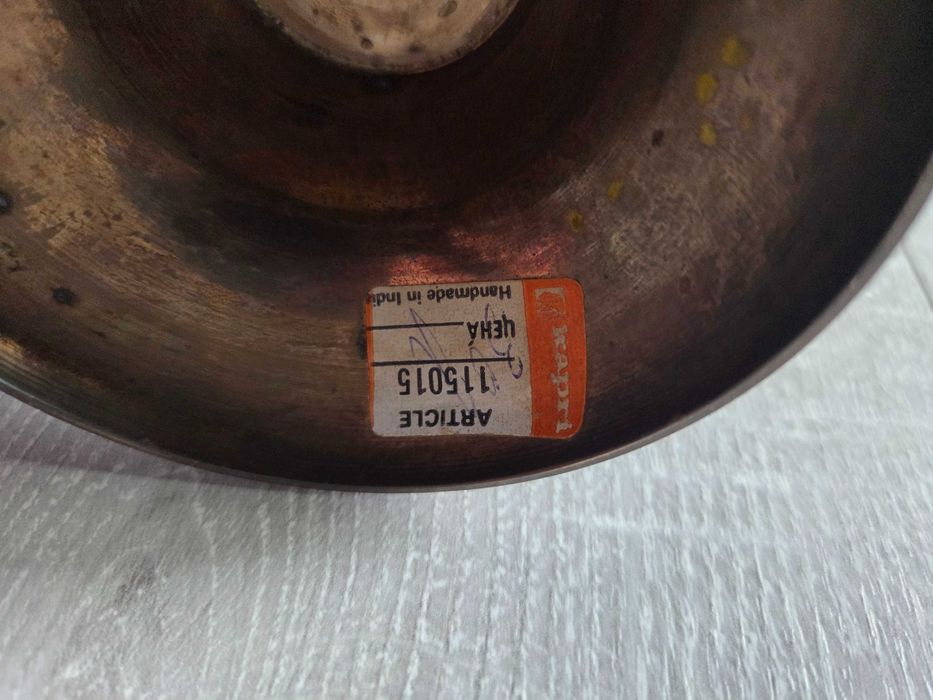 ARTICLE
115015
ЦЕНА
Handmade in Indi
kapri